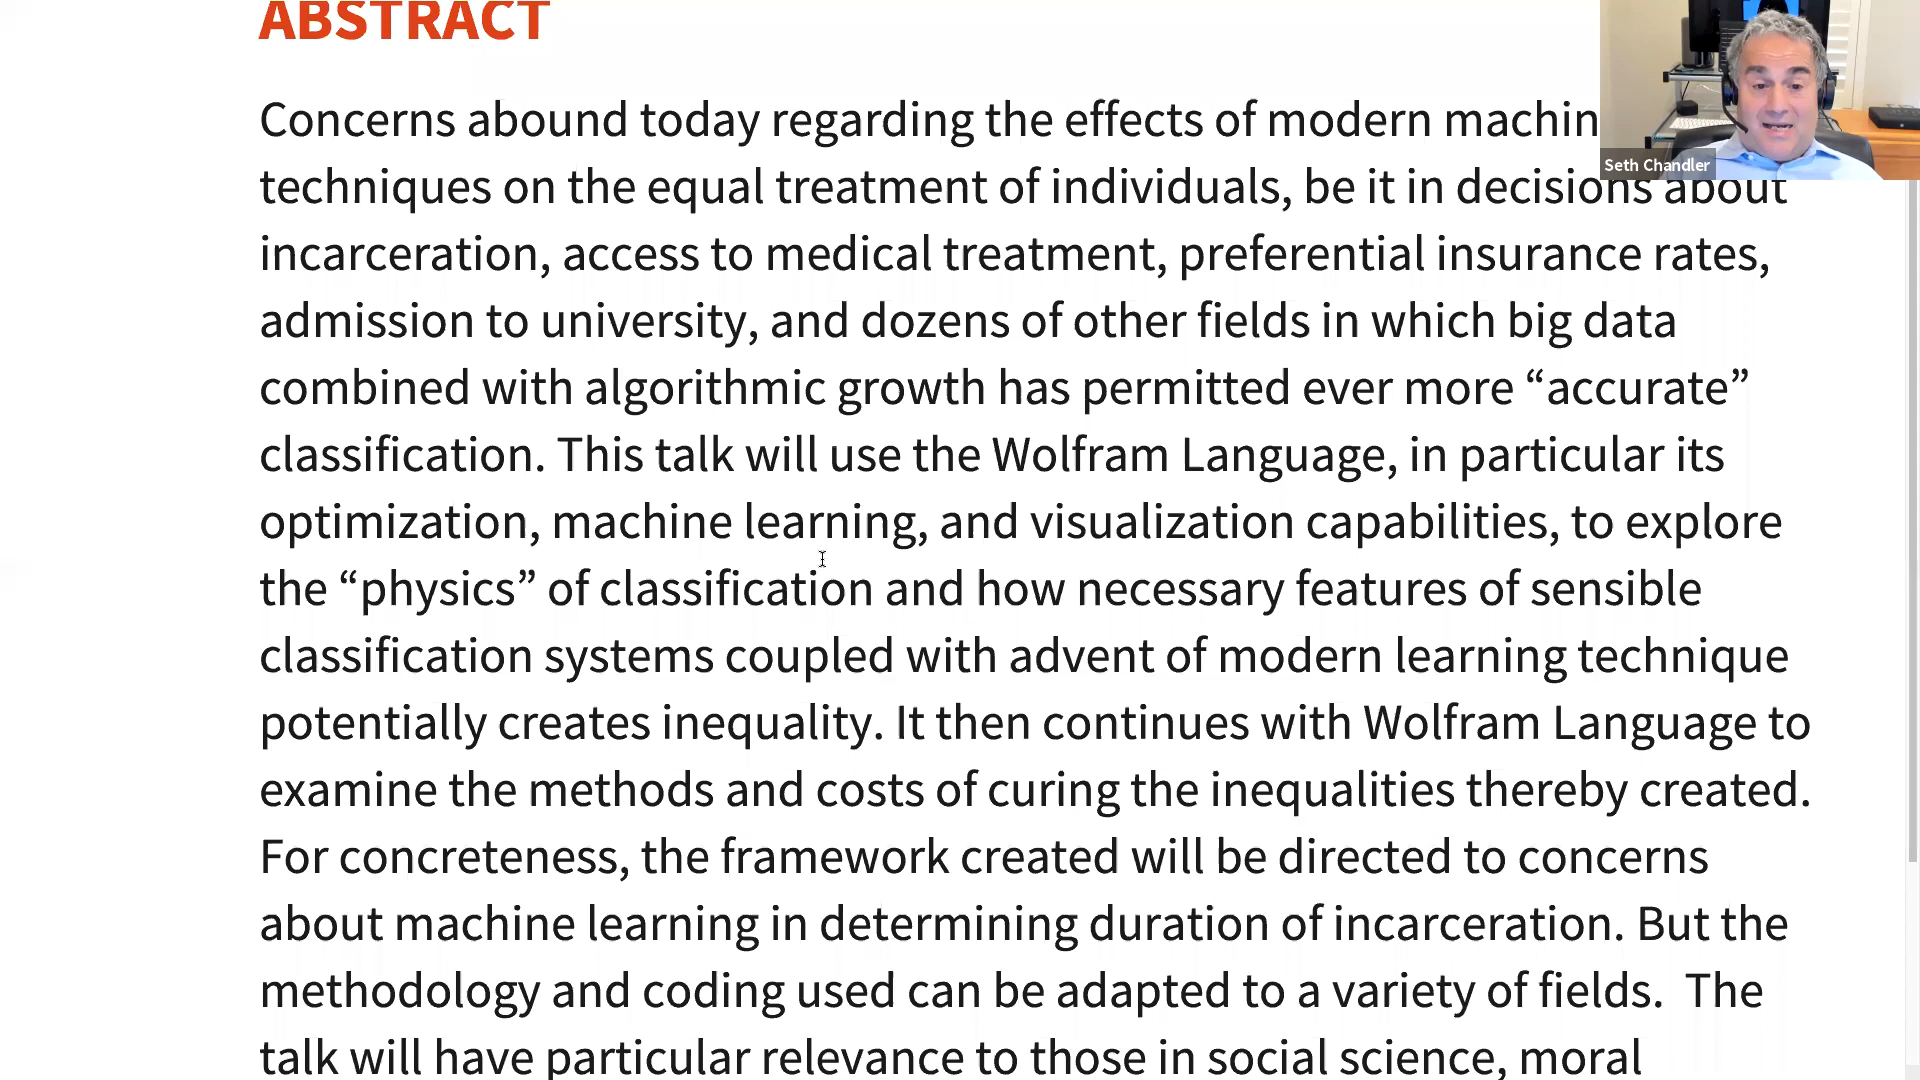 ABSTRACT
Concerns abound today regarding the effects of modern machin
techniques on the equal treatment of individuals, be it in decisions about
incarceration, access to medical treatment, preferential insurance rates,
admission to university, and dozens of other fields in which big data
combined with algorithmic growth has permitted ever more “accurate”
classification. This talk will use the Wolfram Language, in particular its
optimization, machine learning, and visualization capabilities, to explore
the “physics” of classification and how necessary features of sensible
classification systems coupled with advent of modern learning technique
potentially creates inequality. It then continues with Wolfram Language to
examine the methods and costs of curing the inequalities thereby created.
For concreteness, the framework created will be directed to concerns
about machine learning in determining duration of incarceration. But the
methodology and coding used can be adapted to a variety of fields.  The
talk will have particular relevance to those in social science, moral
Seth Chandler